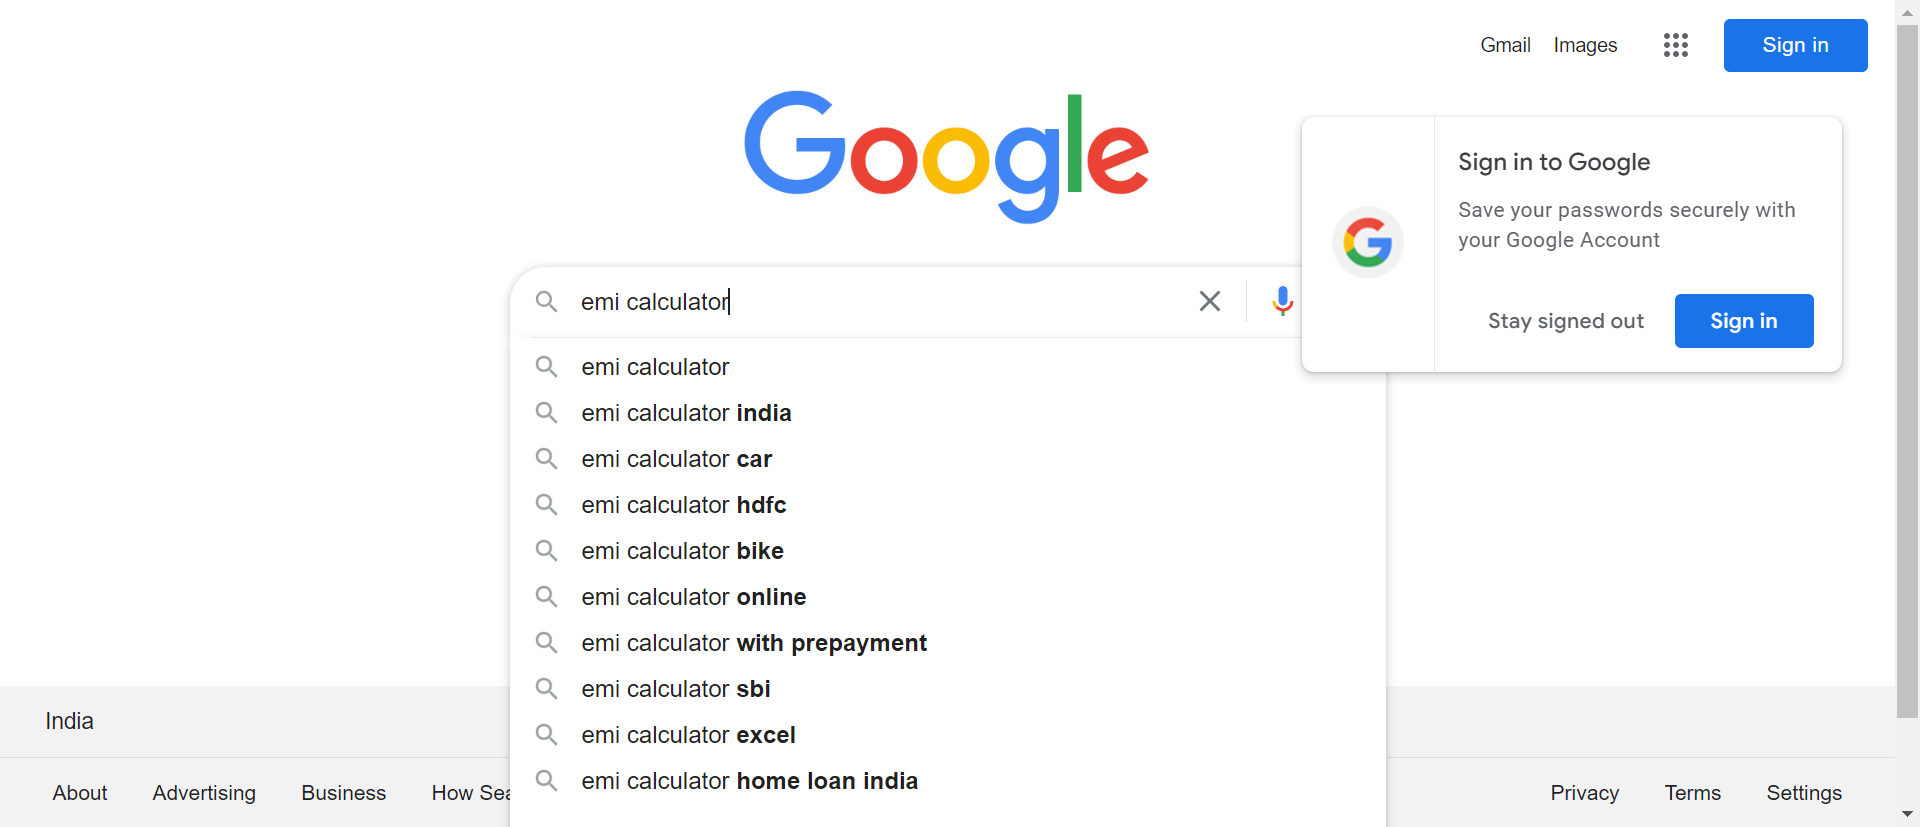 Gmail Images Sign in
Google
Sign in to Google
Save your passwords securely with
your Google Account
Stay signed out Sign in
emi calculator
emi calculator
emi calculator india
emi calculator car
emi calculator hdfc
emi calculator bike
emi calculator online
emi calculator with prepayment
emi calculator sbi
emi calculator excel
emi calculator home loan india
India
About Advertising Business How Sea
Privacy Terms Settings